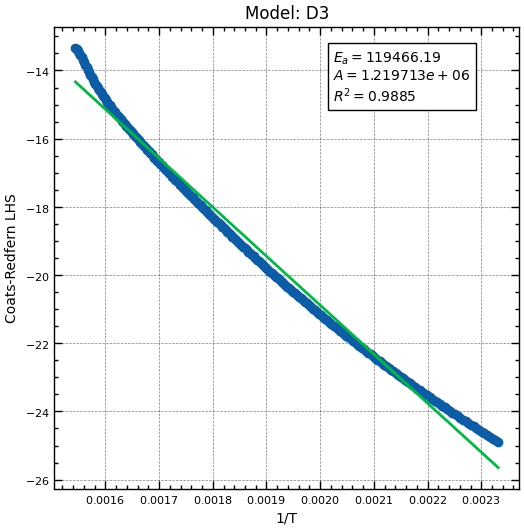 Model: D3
E_a = 119466.19
A = 1.219713e + 06
R² = 0.9885
Coats-Redfern LHS
−14
−16
−18
−20
−22
−24
−26
0.0016 0.0017 0.0018 0.0019 0.0020 0.0021 0.0022 0.0023
1/T